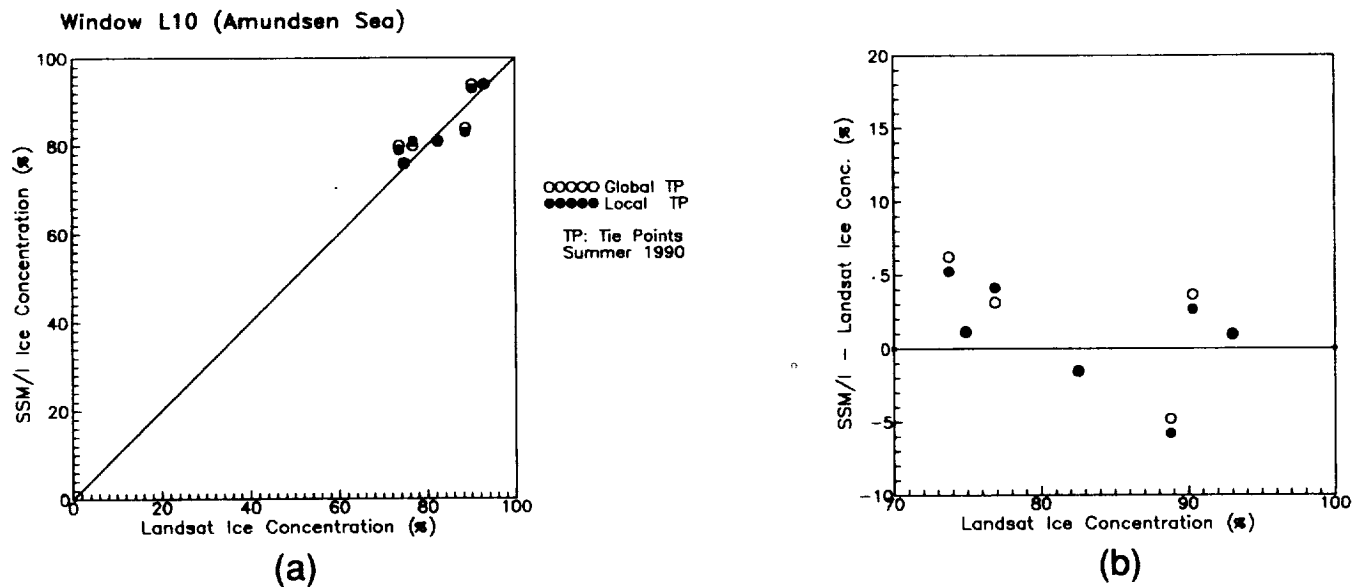 Window L10 (Amundsen Sea)
100
80
60
40
20
0
SSM/I Ice Concentration (%)
0 20 40 60 80 100
Landsat Ice Concentration (%)
(a)
Global TP
Local TP
TP: Tie Points
Summer 1990
20
15
10
.5
0
-5
-10
SSM/I - Landsat Ice Conc. (%)
70 80 90 100
Landsat Ice Concentration (%)
(b)